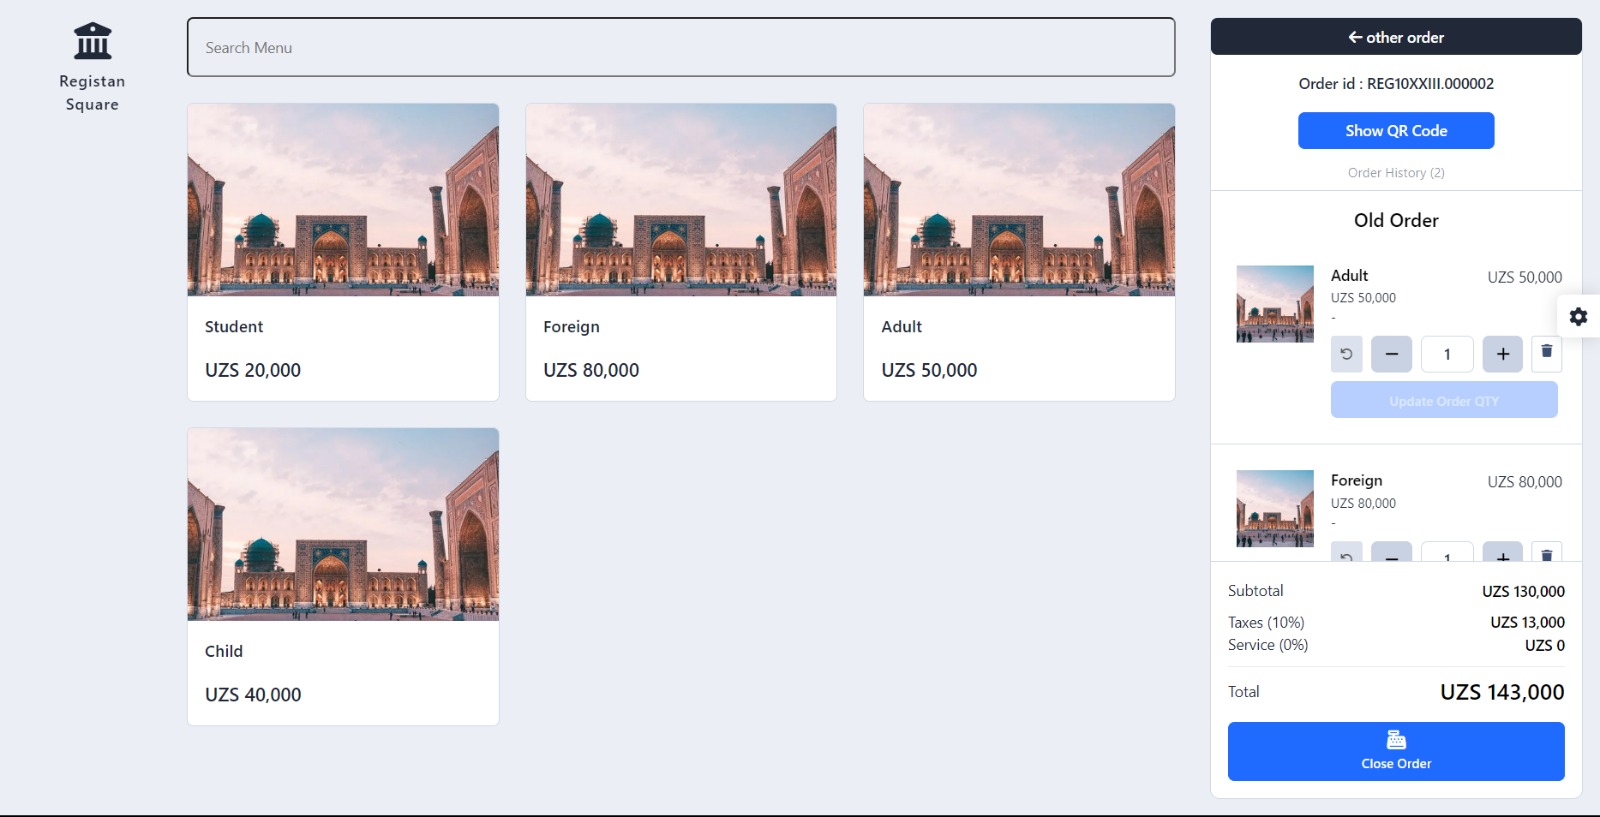 Registan
Square
Search Menu
Student
UZS 20,000
Foreign
UZS 80,000
Adult
UZS 50,000
Child
UZS 40,000
other order
Order id : REG10XXIII.000002
Show QR Code
Order History (2)
Old Order
Adult
UZS 50,000
UZS 50,000
-
1
Update Order QTY
Foreign
UZS 80,000
UZS 80,000
-
1
Subtotal
UZS 130,000
Taxes (10%)
UZS 13,000
Service (0%)
UZS 0
Total
UZS 143,000
Close Order